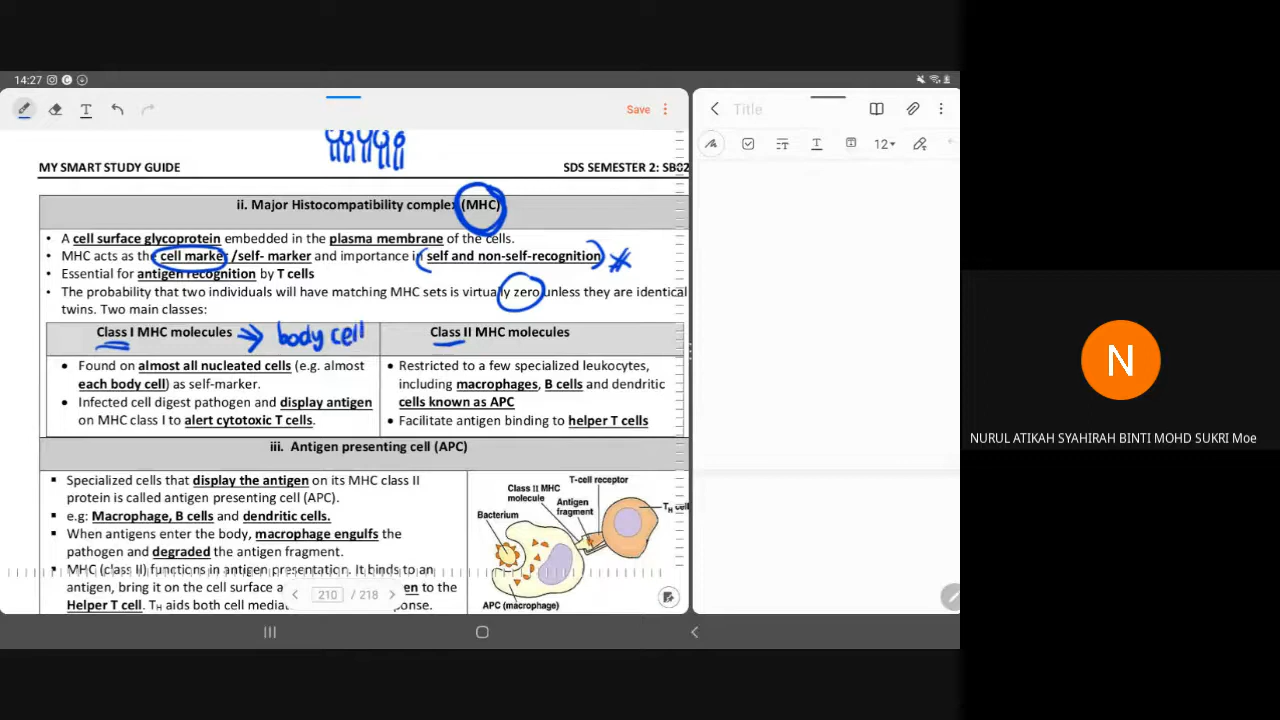 14:27
Save
Title
12
MY SMART STUDY GUIDE
SDS SEMESTER 2: SB02
ii. Major Histocompatibility complex (MHC)
• A cell surface glycoprotein embedded in the plasma membrane of the cells.
• MHC acts as the cell marker /self- marker and importance in self and non-self-recognition
• Essential for antigen recognition by T cells
• The probability that two individuals will have matching MHC sets is virtually zero unless they are identical
twins. Two main classes:
Class I MHC molecules → body cell
• Found on almost all nucleated cells (e.g. almost
each body cell) as self-marker.
• Infected cell digest pathogen and display antigen
on MHC class I to alert cytotoxic T cells.
Class II MHC molecules
• Restricted to a few specialized leukocytes,
including macrophages, B cells and dendritic
cells known as APC
• Facilitate antigen binding to helper T cells
iii. Antigen presenting cell (APC)
▪ Specialized cells that display the antigen on its MHC class II
protein is called antigen presenting cell (APC).
▪ e.g: Macrophage, B cells and dendritic cells.
▪ When antigens enter the body, macrophage engulfs the
pathogen and degraded the antigen fragment.
▪ MHC (class II) functions in antigen presentation. It binds to an
antigen, bring it on the cell surface to the
Helper T cell. TH aids both cell
T-cell receptor
Class II MHC
molecule
Antigen
fragment
TH cell
Bacterium
APC (macrophage)
210 / 218
N
NURUL ATIKAH SYAHIRAH BINTI MOHD SUKRI Moe